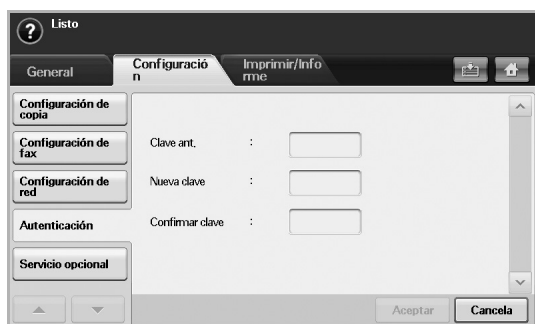 Listo
General
Configuració
n
Imprimir/Info
rme
Configuración de
copia
Configuración de
fax
Configuración de
red
Autenticación
Servicio opcional
Clave ant. :
Nueva clave :
Confirmar clave :
Aceptar
Cancela